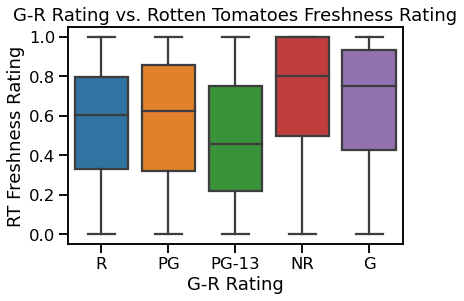 G-R Rating vs. Rotten Tomatoes Freshness Rating
RT Freshness Rating
1.0
0.8
0.6
0.4
0.2
0.0
R PG PG-13 NR G
G-R Rating